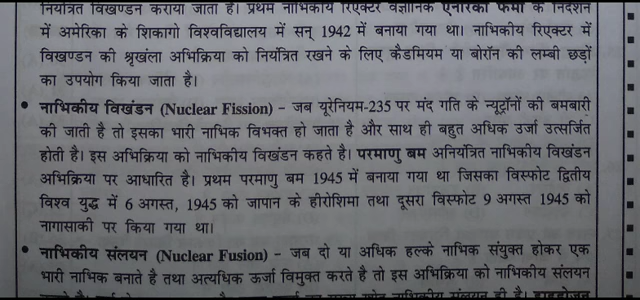 नियंत्रित विखण्डन कराया जाता है। प्रथम नाभिकीय रिएक्टर वैज्ञानिक एनरिको फर्मी के निर्देशन
में अमेरिका के शिकागो विश्वविद्यालय में सन् 1942 में बनाया गया था। नाभिकीय रिएक्टर में
विखण्डन की श्रृखंला अभिक्रिया को नियंत्रित रखने के लिए कैडमियम या बोरॉन की लम्बी छड़ों
का उपयोग किया जाता है।
• नाभिकीय विखंडन (Nuclear Fission) – जब यूरेनियम-235 पर मंद गति के न्यूट्रॉनों की बमबारी
की जाती है तो इसका भारी नाभिक विभक्त हो जाता है और साथ ही बहुत अधिक उर्जा उत्सर्जित
होती है। इस अभिक्रिया को नाभिकीय विखंडन कहते है। परमाणु बम अनियंत्रित नाभिकीय विखंडन
अभिक्रिया पर आधारित है। प्रथम परमाणु बम 1945 में बनाया गया था जिसका विस्फोट द्वितीय
विश्व युद्ध में 6 अगस्त, 1945 को जापान के हीरोशिमा तथा दूसरा विस्फोट 9 अगस्त 1945 को
नागासाकी पर किया गया था।
• नाभिकीय संलयन (Nuclear Fusion) – जब दो या अधिक हल्के नाभिक संयुक्त होकर एक
भारी नाभिक बनाते है तथा अत्यधिक ऊर्जा विमुक्त करते है तो इस अभिक्रिया को नाभिकीय संलयन